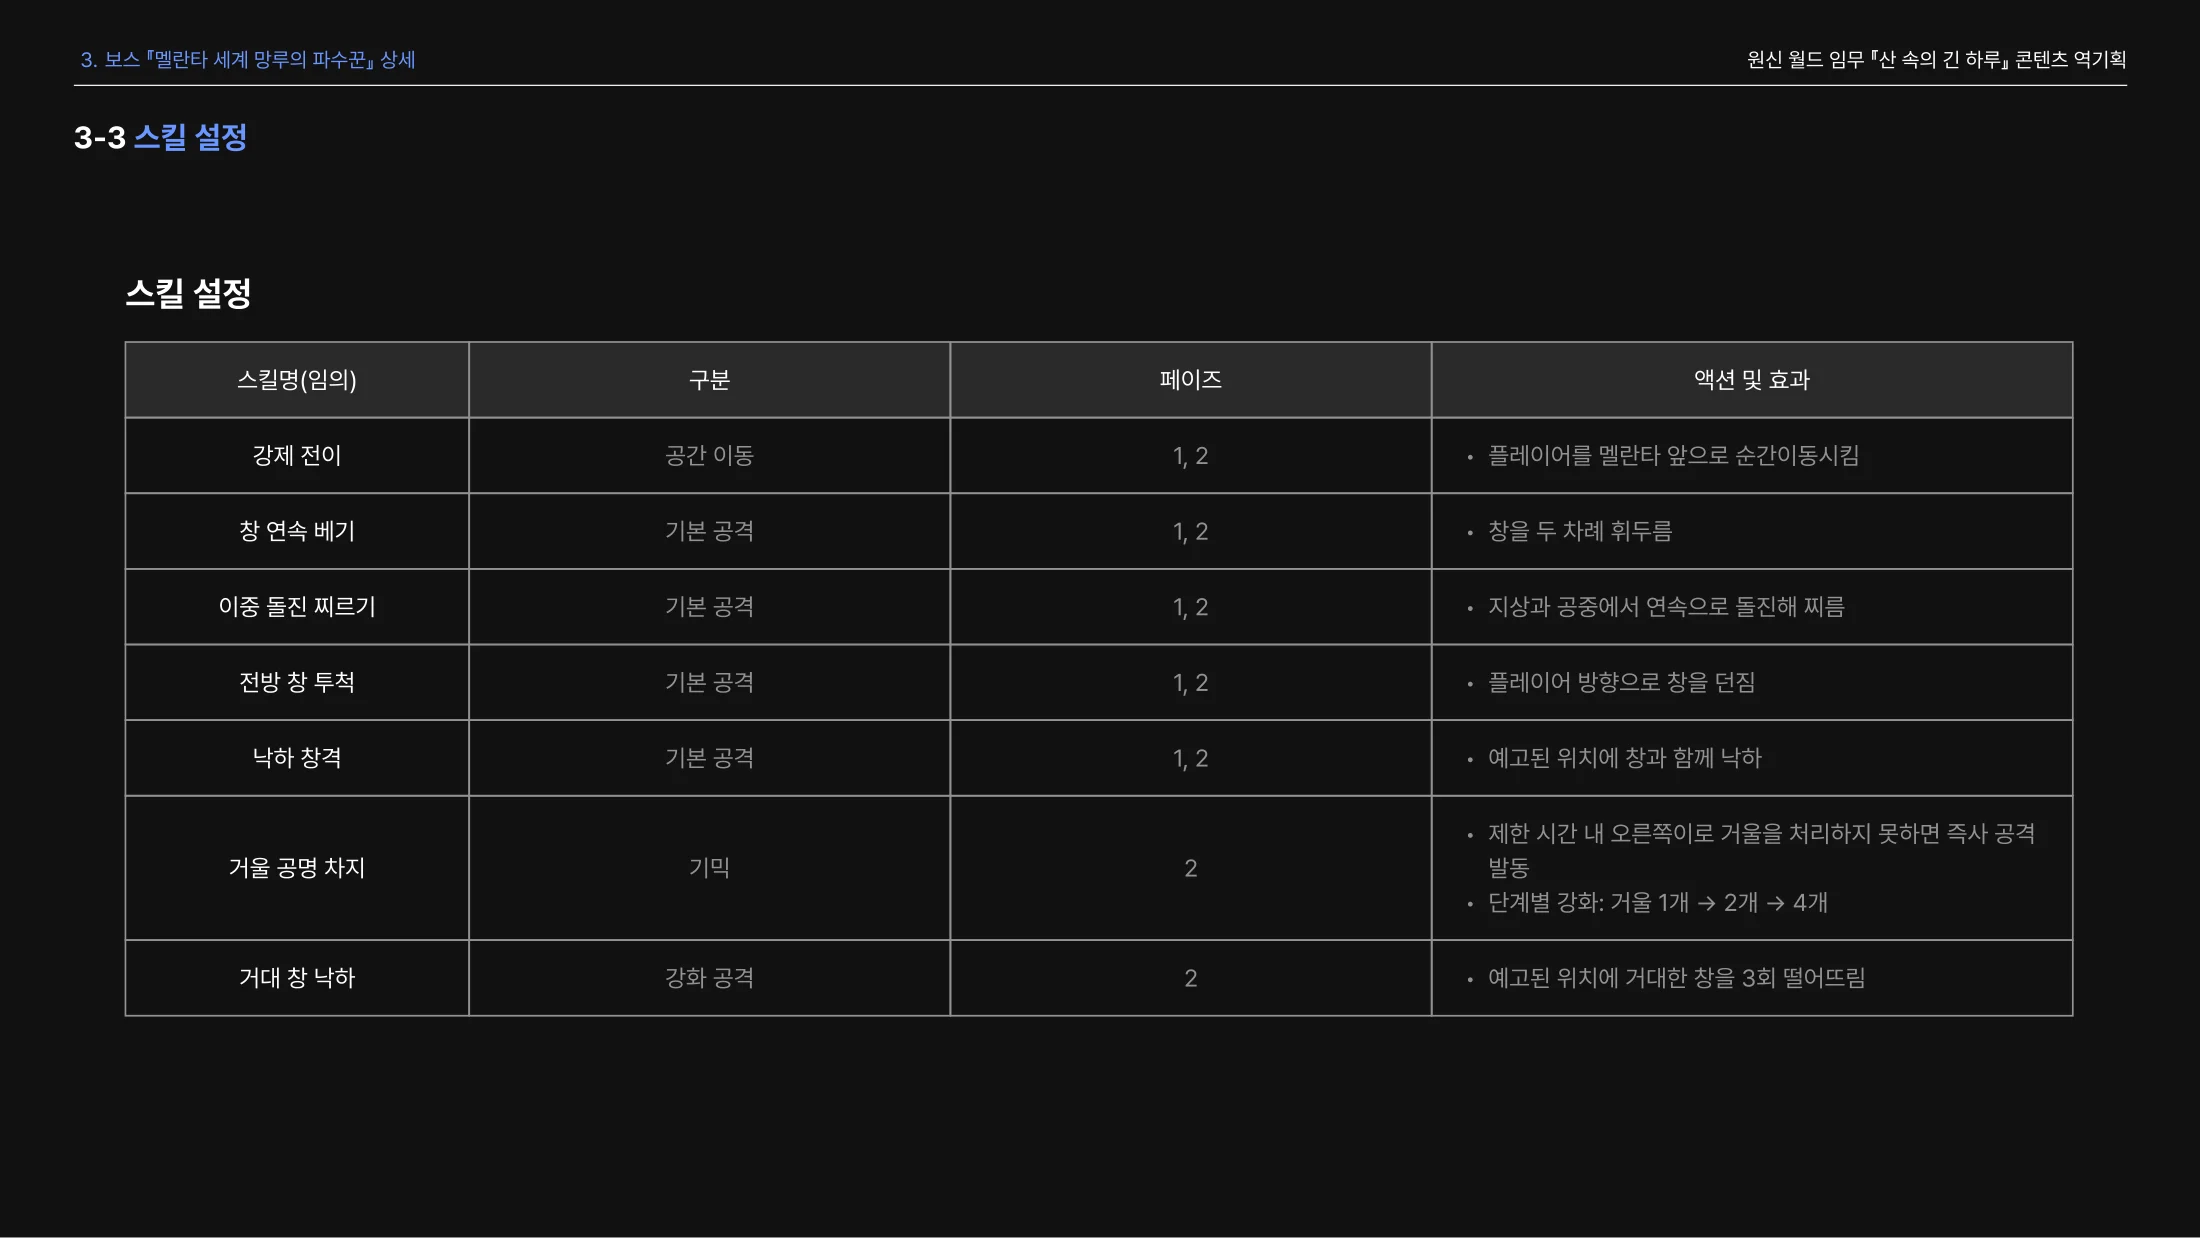 3. 보스 『멜란타 세계 망루의 파수꾼』 상세
원신 월드 임무 『산 속의 긴 하루』 콘텐츠 역기획
3-3 스킬 설정
스킬 설정
스킬명(임의) 구분 페이즈 액션 및 효과
강제 전이 공간 이동 1, 2 • 플레이어를 멜란타 앞으로 순간이동시킴
창 연속 베기 기본 공격 1, 2 • 창을 두 차례 휘두름
이중 돌진 찌르기 기본 공격 1, 2 • 지상과 공중에서 연속으로 돌진해 찌름
전방 창 투척 기본 공격 1, 2 • 플레이어 방향으로 창을 던짐
낙하 창격 기본 공격 1, 2 • 예고된 위치에 창과 함께 낙하
거울 공명 차지 기믹 2 • 제한 시간 내 오른쪽이로 거울을 처리하지 못하면 즉사 공격
발동
• 단계별 강화: 거울 1개 → 2개 → 4개
거대 창 낙하 강화 공격 2 • 예고된 위치에 거대한 창을 3회 떨어뜨림